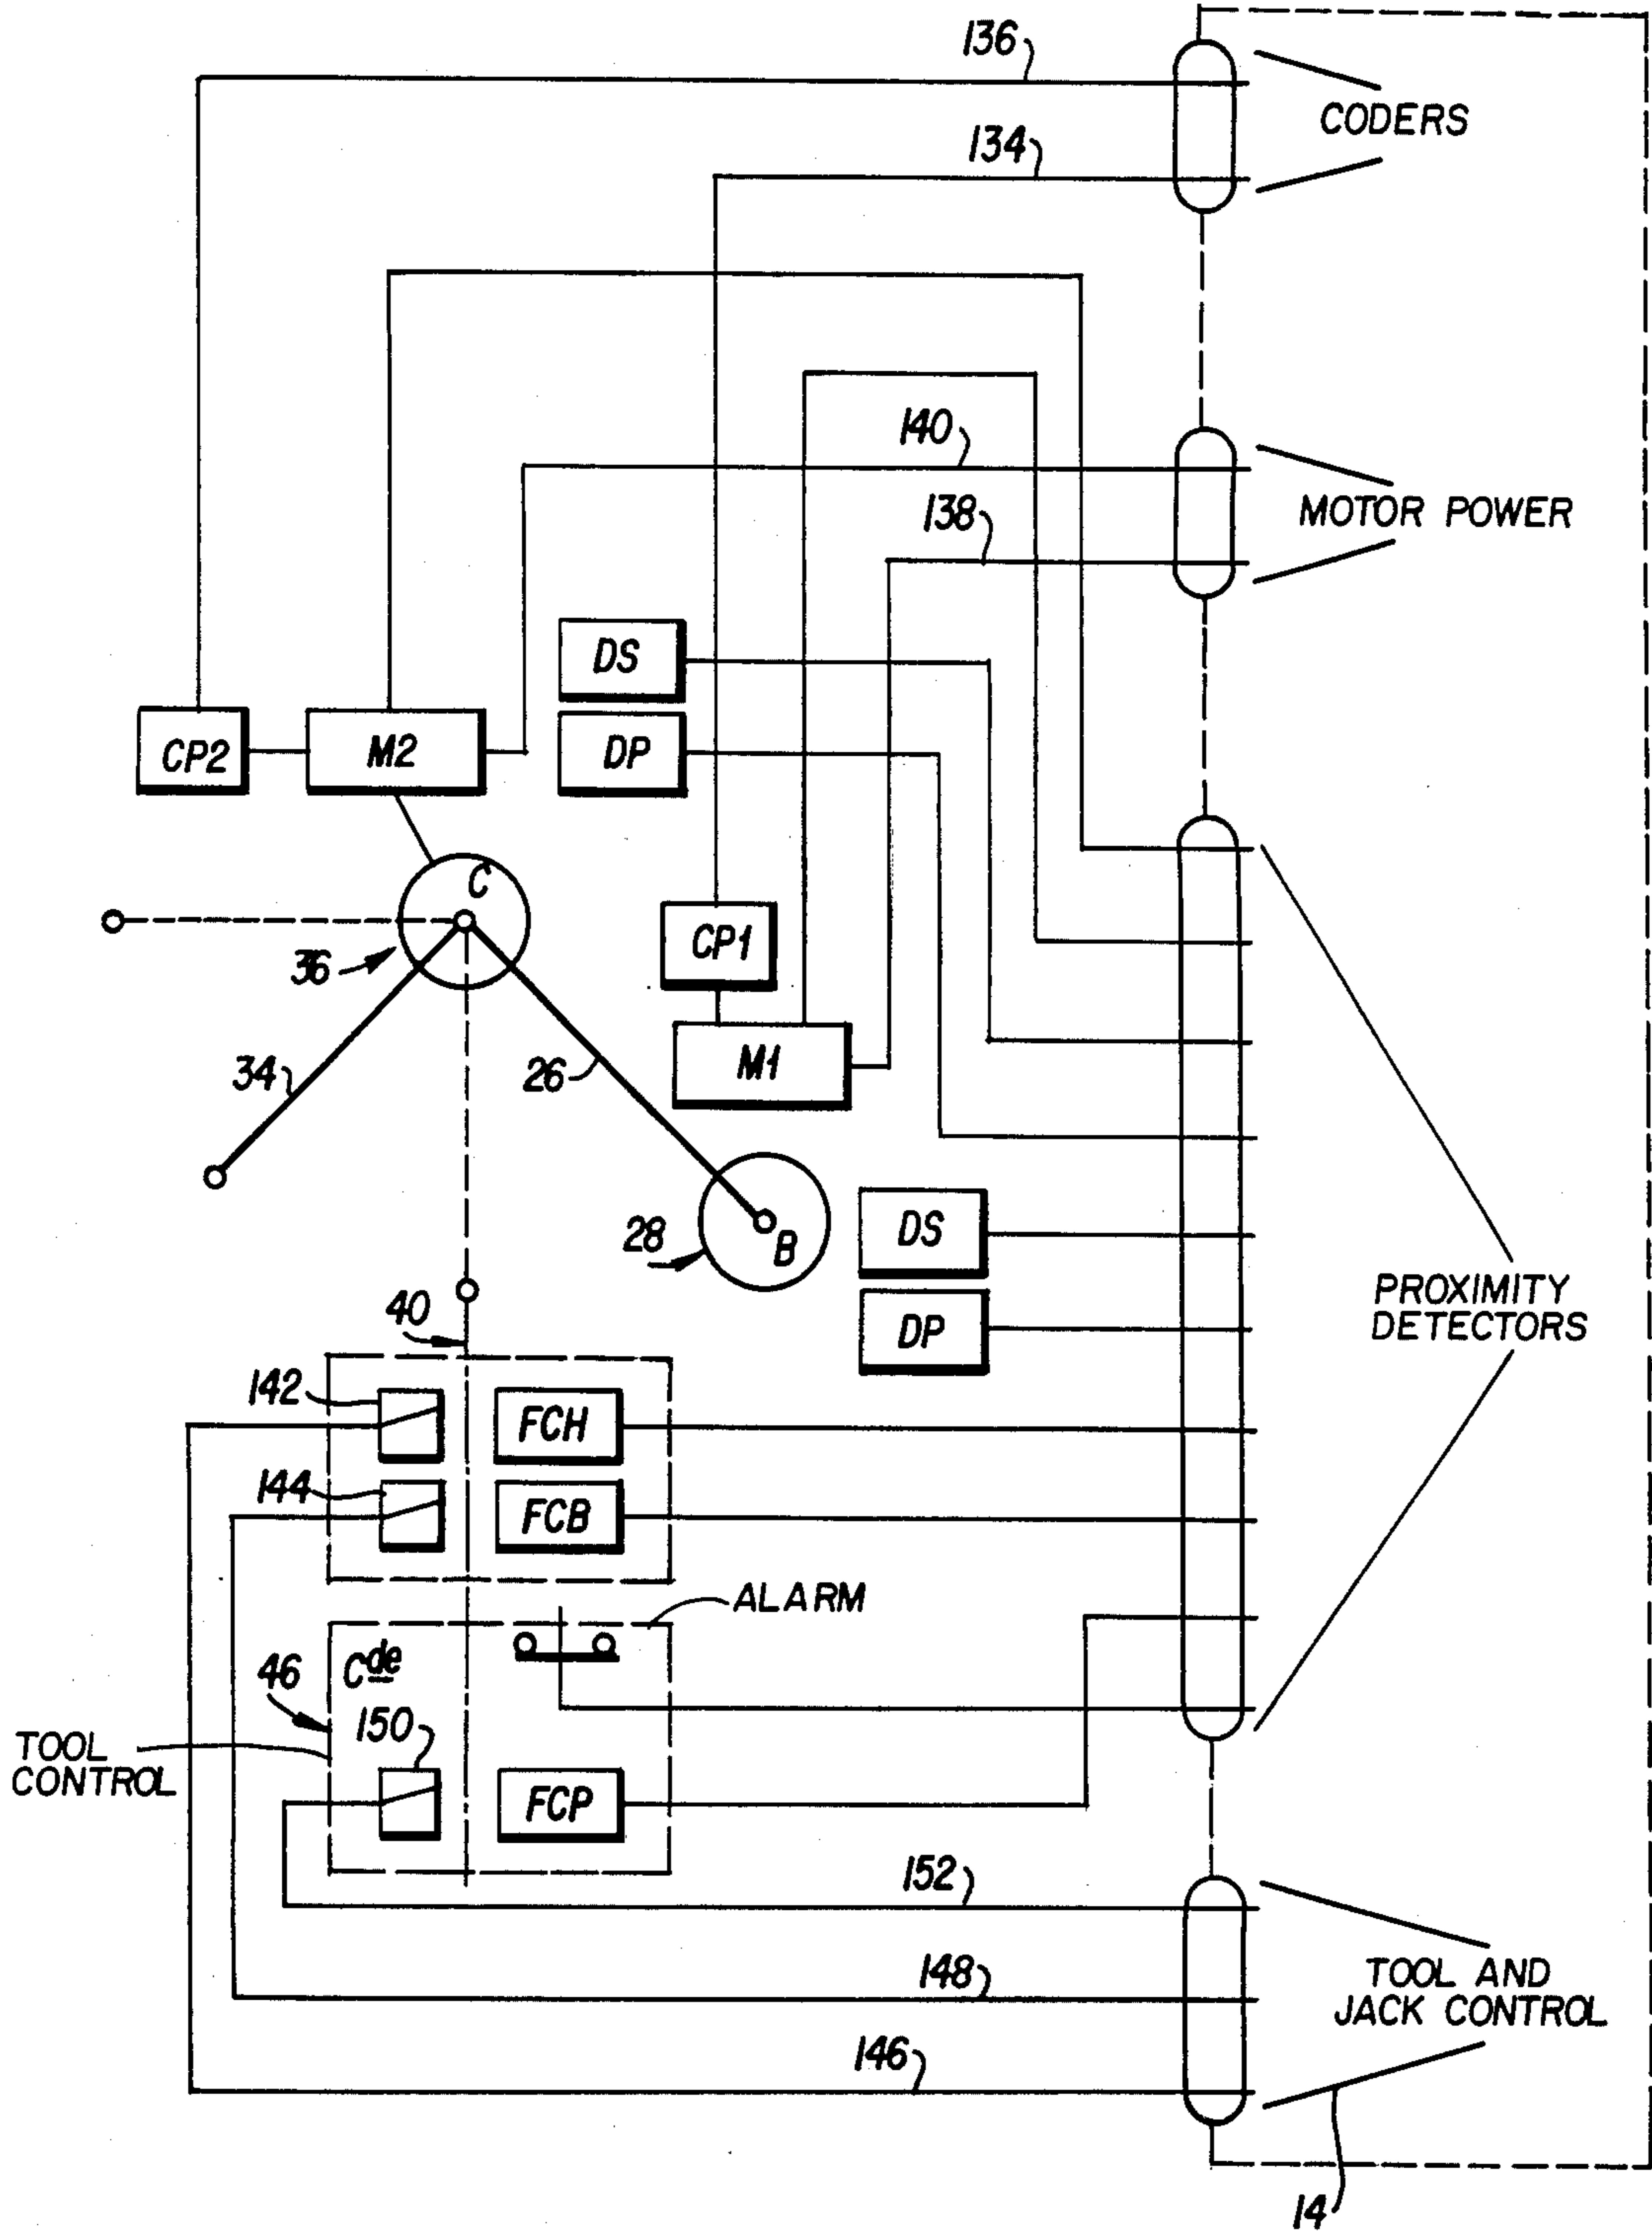 136
CODERS
134
140
138
MOTOR POWER
DS
DP
CP2
M2
C
36
CP1
M1
34
26
28
B
DS
DP
PROXIMITY
DETECTORS
40
142
FCH
144
FCB
ALARM
Cde
46
150
TOOL
CONTROL
FCP
152
148
TOOL AND
JACK CONTROL
146
14